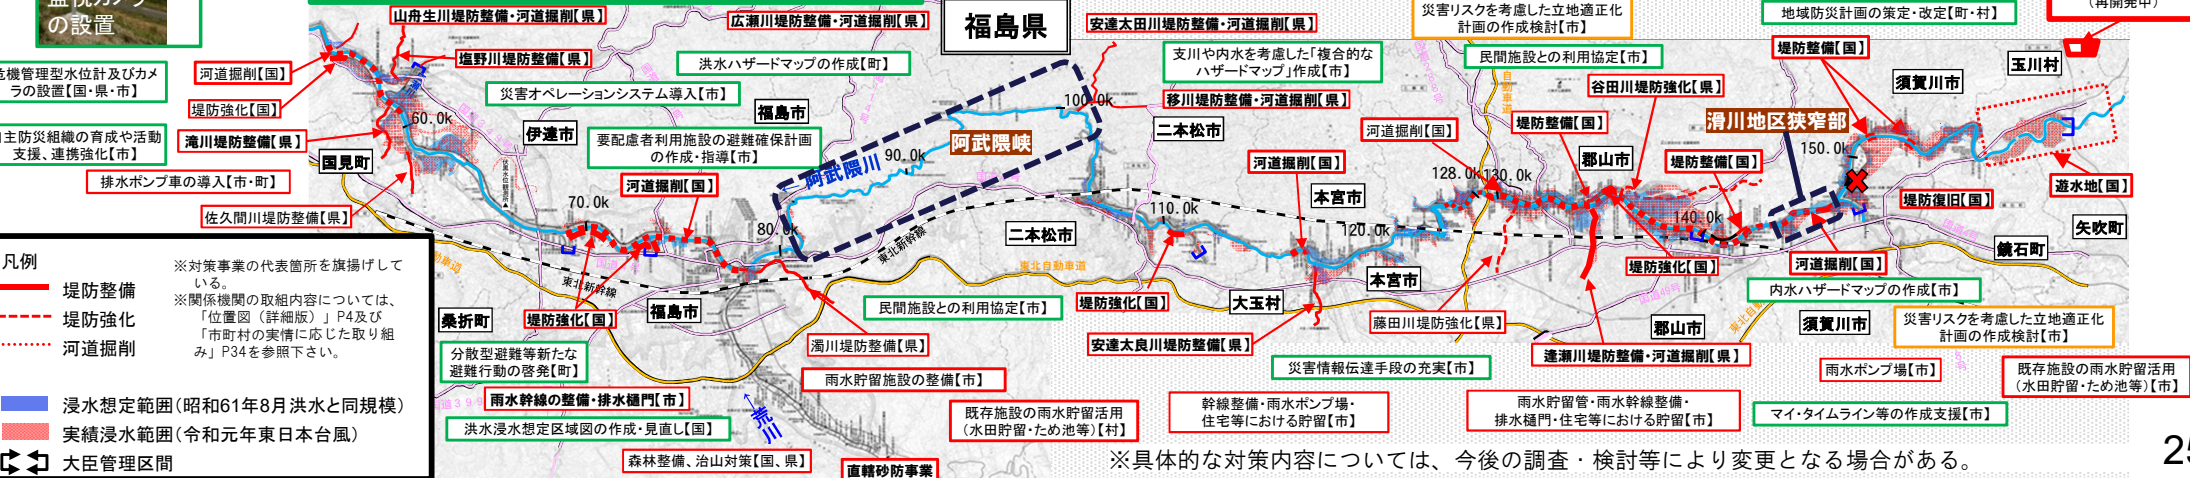 監視カメラ
の設置
危機管理型水位計及びカメ
ラの設置【国・県・市】
自主防災組織の育成や活動
支援、連携強化【市】
排水ポンプ車の導入【市・町】
山舟生川堤防整備・河道掘削【県】
広瀬川堤防整備・河道掘削【県】
福島県
安達太田川堤防整備・河道掘削【県】
災害リスクを考慮した立地適正化
計画の作成検討【市】
地域防災計画の策定・改定【町・村】
（再開発中）
河道掘削【国】
塩野川堤防整備【県】
洪水ハザードマップの作成【町】
支川や内水を考慮した「複合的な
ハザードマップ」作成【市】
民間施設との利用協定【市】
堤防整備【国】
須賀川市
玉川村
堤防強化【国】
災害オペレーションシステム導入【市】
福島市
移川堤防整備・河道掘削【県】
谷田川堤防強化【県】
滝川堤防整備【県】
60.0k
伊達市
要配慮者利用施設の避難確保計画
の作成・指導【市】
100.0k
阿武隈峡
二本松市
河道掘削【国】
堤防整備【国】
滑川地区狭窄部
国見町
90.0k
阿武隈川
河道掘削【国】
河道掘削【国】
郡山市
堤防整備【国】
150.0k
128.0k
130.0k
遊水地【国】
佐久間川堤防整備【県】
70.0k
80.0k
110.0k
本宮市
120.0k
140.0k
堤防復旧【国】
矢吹町
二本松市
東北新幹線
東北自動車道
本宮市
堤防強化【国】
河道掘削【国】
鏡石町
東北新幹線
桑折町
堤防強化【国】
福島市
民間施設との利用協定【市】
堤防強化【国】
大玉村
藤田川堤防強化【県】
国道49号
東北自動車道
郡山市
内水ハザードマップの作成【市】
須賀川市
災害リスクを考慮した立地適正化
計画の作成検討【市】
分散型避難等新たな
避難行動の啓発【町】
濁川堤防整備【県】
安達太良川堤防整備【県】
逢瀬川堤防整備・河道掘削【県】
雨水幹線の整備・排水樋門【市】
雨水貯留施設の整備【市】
災害情報伝達手段の充実【市】
雨水ポンプ場【市】
既存施設の雨水貯留活用
（水田貯留・ため池等）【市】
洪水浸水想定区域図の作成・見直し【国】
荒川
既存施設の雨水貯留活用
（水田貯留・ため池等）【村】
幹線整備・雨水ポンプ場・
住宅等における貯留【市】
雨水貯留管・雨水幹線整備・
排水樋門・住宅等における貯留【市】
マイ・タイムライン等の作成支援【市】
森林整備、治山対策【国、県】
直轄砂防事業
凡例
堤防整備
堤防強化
河道掘削
※対策事業の代表箇所を旗揚げして
いる。
※関係機関の取組内容については、
「位置図（詳細版）」P4及び
「市町村の実情に応じた取り組
み」P34を参照下さい。
浸水想定範囲（昭和61年8月洪水と同規模）
実績浸水範囲（令和元年東日本台風）
大臣管理区間
※具体的な対策内容については、今後の調査・検討等により変更となる場合がある。